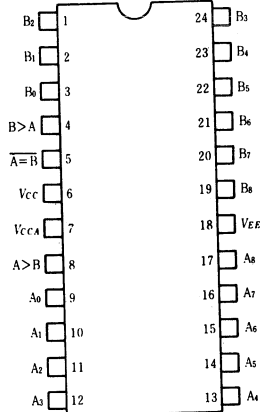 B₂ 1 24 B₃
B₁ 2 23 B₄
B₀ 3 22 B₅
B>A 4 21 B₆
A̅=̅B̅ 5 20 B₇
VCC 6 19 B₈
VCCA 7 18 VEE
A>B 8 17 A₈
A₀ 9 16 A₇
A₁ 10 15 A₆
A₂ 11 14 A₅
A₃ 12 13 A₄